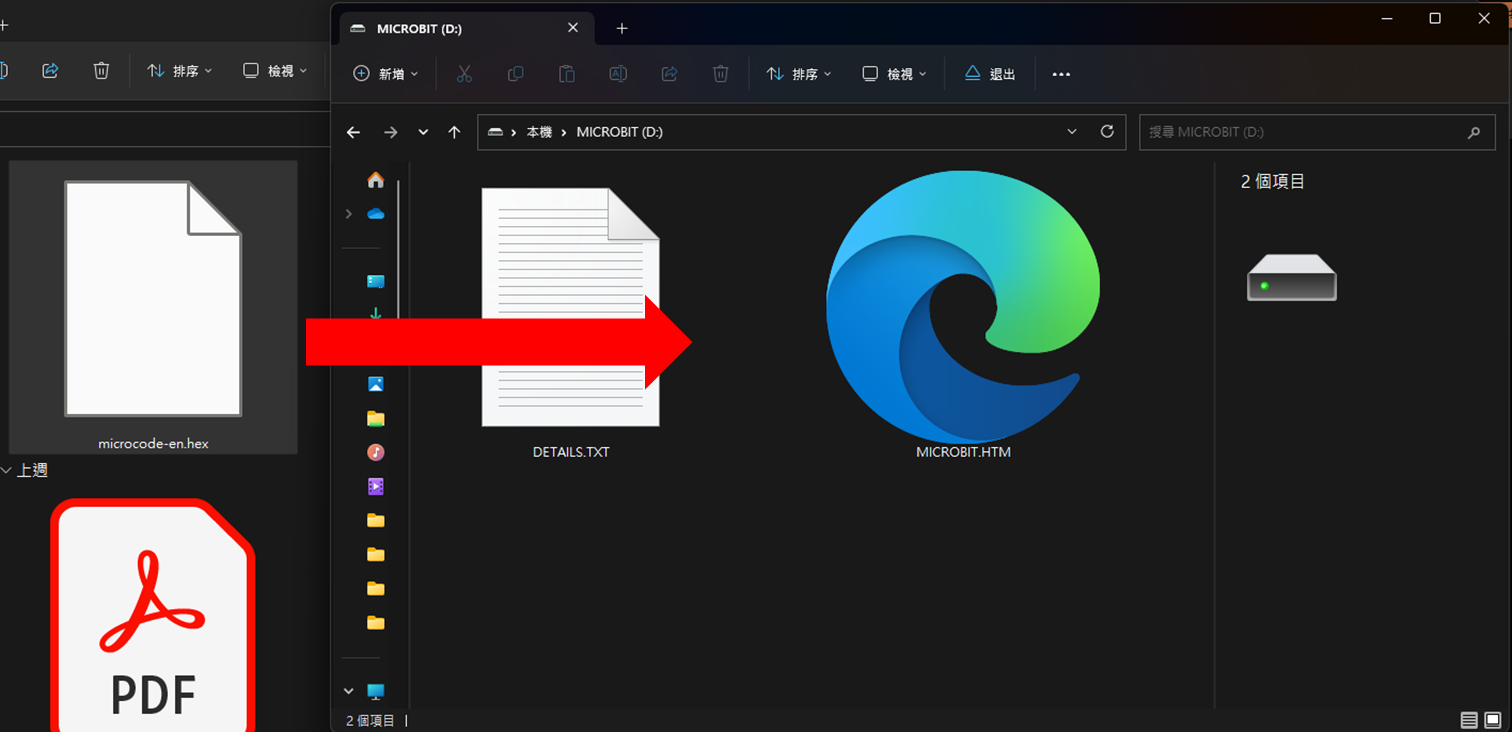 排序
檢視
microcode-en.hex
上週
PDF
MICROBIT (D:)
新增
排序
檢視
退出
本機 MICROBIT (D:)
搜尋 MICROBIT (D:)
DETAILS.TXT
MICROBIT.HTM
2 個項目
2 個項目